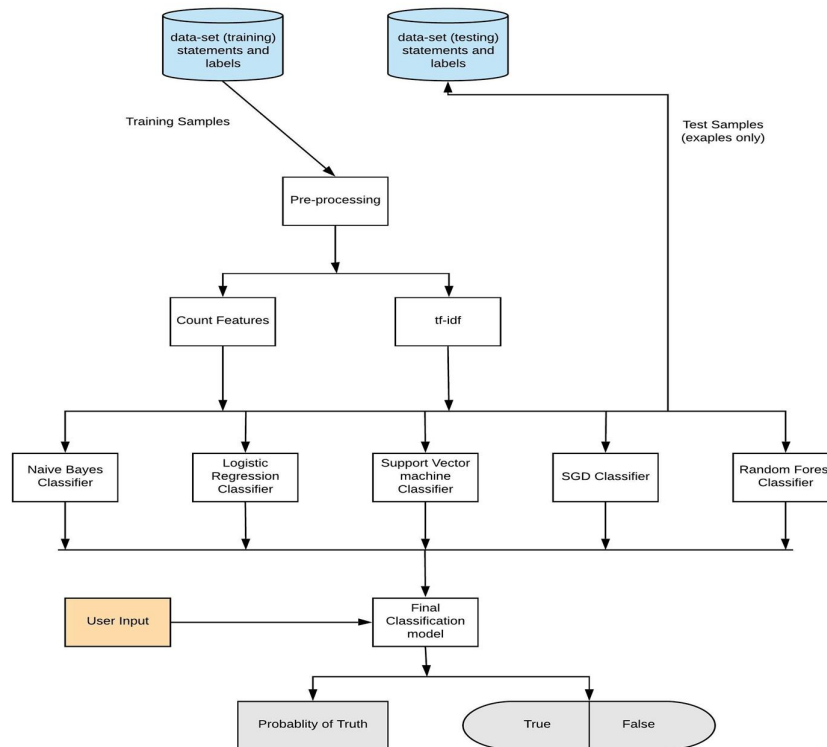 data-set (training)
statements and
labels
data-set (testing)
statements and
labels
Training Samples
Test Samples
(exaples only)
Pre-processing
Count Features
tf-idf
Naive Bayes
Classifier
Logistic
Regression
Classifier
Support Vector
machine
Classifier
SGD Classifier
Random Fores
Classifier
User Input
Final
Classification
model
Probablity of Truth
True
False